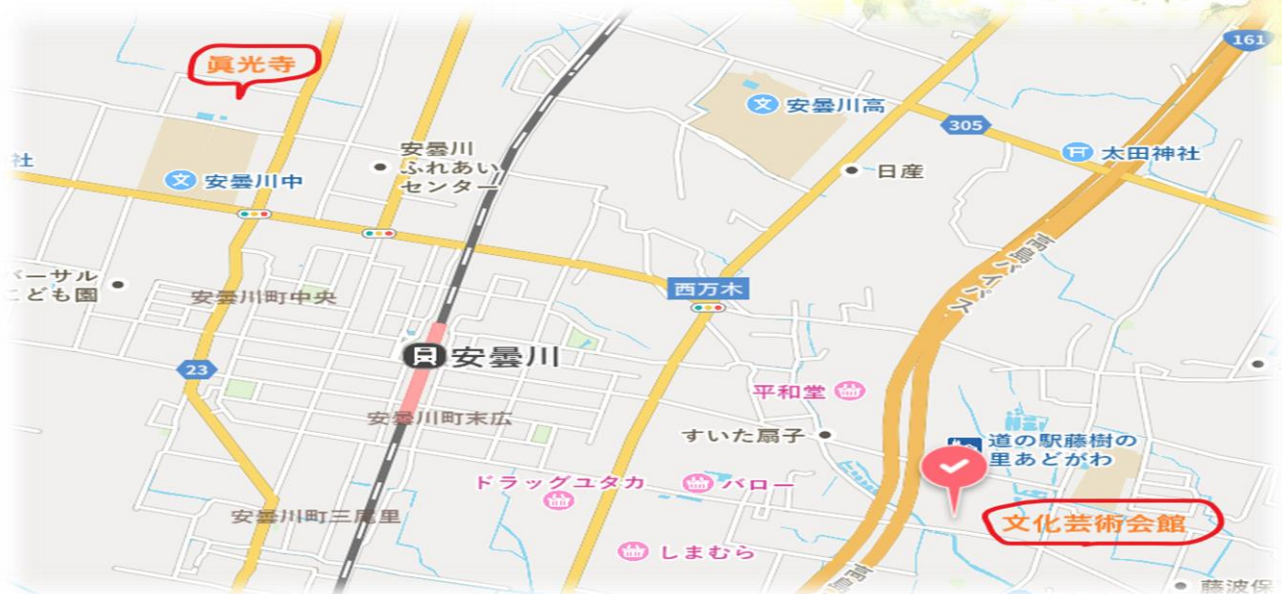 眞光寺
161
安曇川高
305
太田神社
安曇川
ふれあい
センター
日産
社
安曇川中
高島バイパス
バーサル
こども園
安曇川町中央
西万木
安曇川
23
平和堂
安曇川町末広
すいた扇子
道の駅藤樹の
里あどがわ
ドラッグユタカ
バロー
安曇川町三尾里
文化芸術会館
しまむら
高島
藤波保